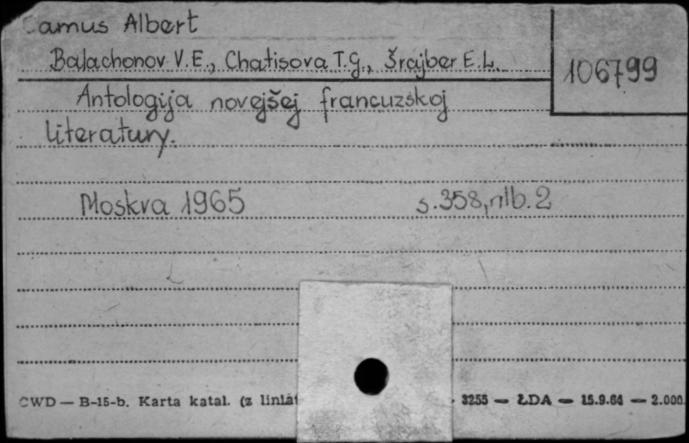 Camus Albert
Balachonov V.E., Chatisova T.G., Šrajber E.L.
106799
Antologija novejšej francuzskoj
literatury.
Moskva 1965 s.358,nlb.2
CWD — B-15-b. Karta katal. (z liniat 3255 — ŁDA — 15.9.64 — 2.000.